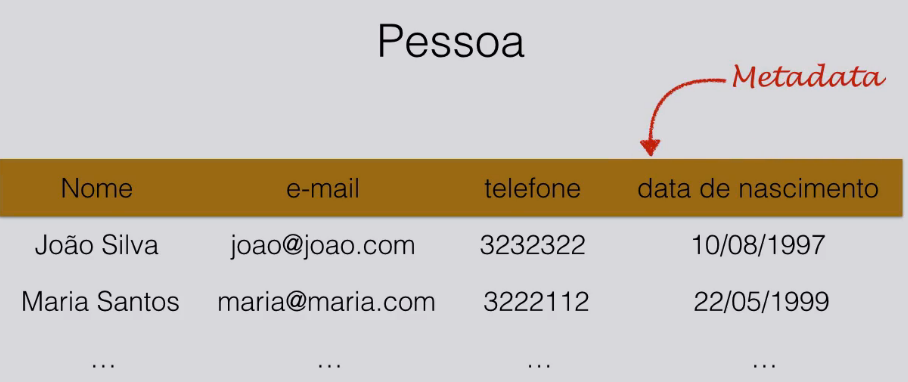 Pessoa
Metadata
Nome e-mail telefone data de nascimento
João Silva joao@joao.com 3232322 10/08/1997
Maria Santos maria@maria.com 3222112 22/05/1999
... ... ... ...